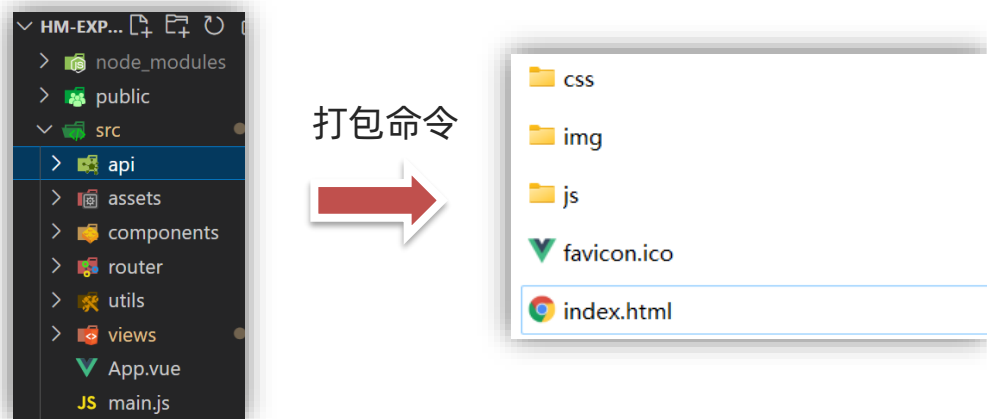 HM-EXP...
node_modules
public
src
api
assets
components
router
utils
views
App.vue
JS main.js
打包命令
css
img
js
favicon.ico
index.html